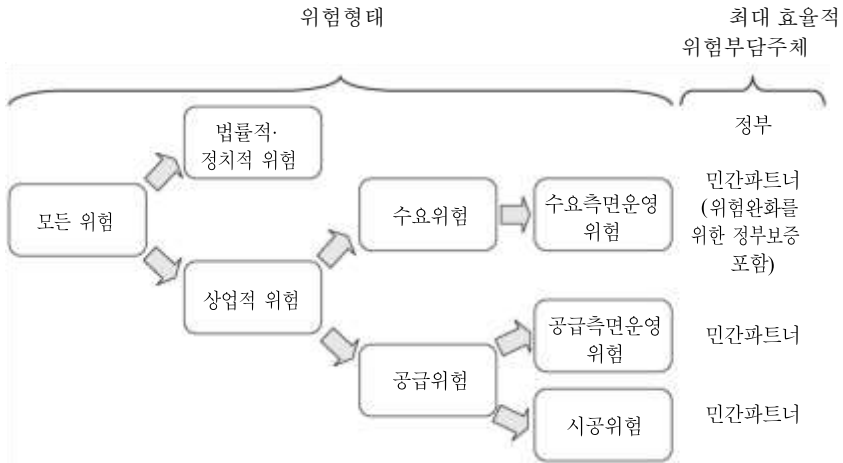 위험형태
최대 효율적
위험부담주체
법률적·
정치적 위험
정부
모든 위험
수요위험
수요측면운영
위험
민간파트너
(위험완화를
위한 정부보증
포함)
상업적 위험
공급위험
공급측면운영
위험
민간파트너
시공위험
민간파트너